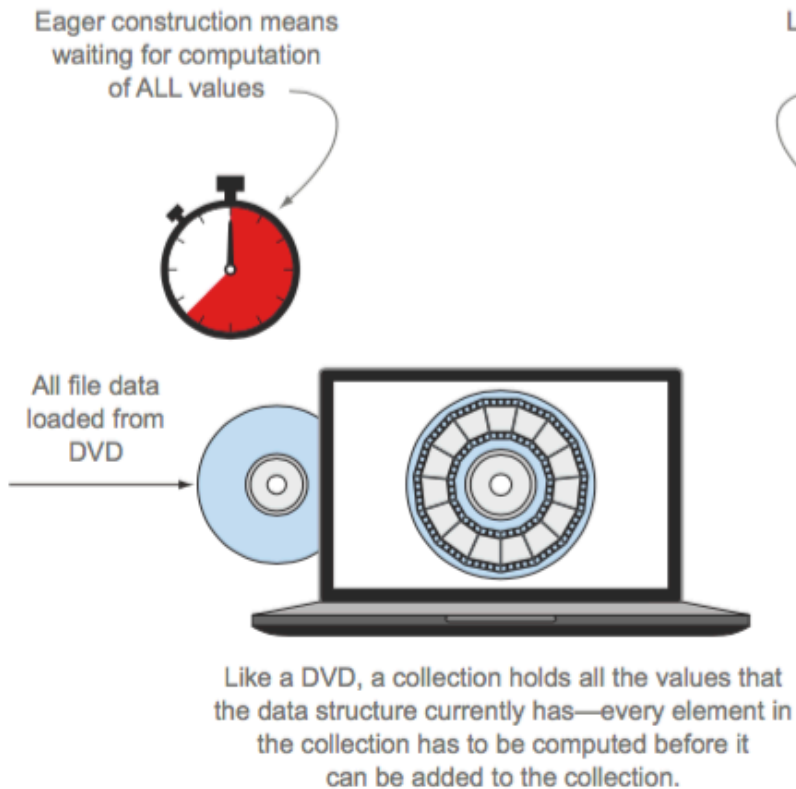 Eager construction means
waiting for computation
of ALL values
L
All file data
loaded from
DVD
Like a DVD, a collection holds all the values that
the data structure currently has—every element in
the collection has to be computed before it
can be added to the collection.